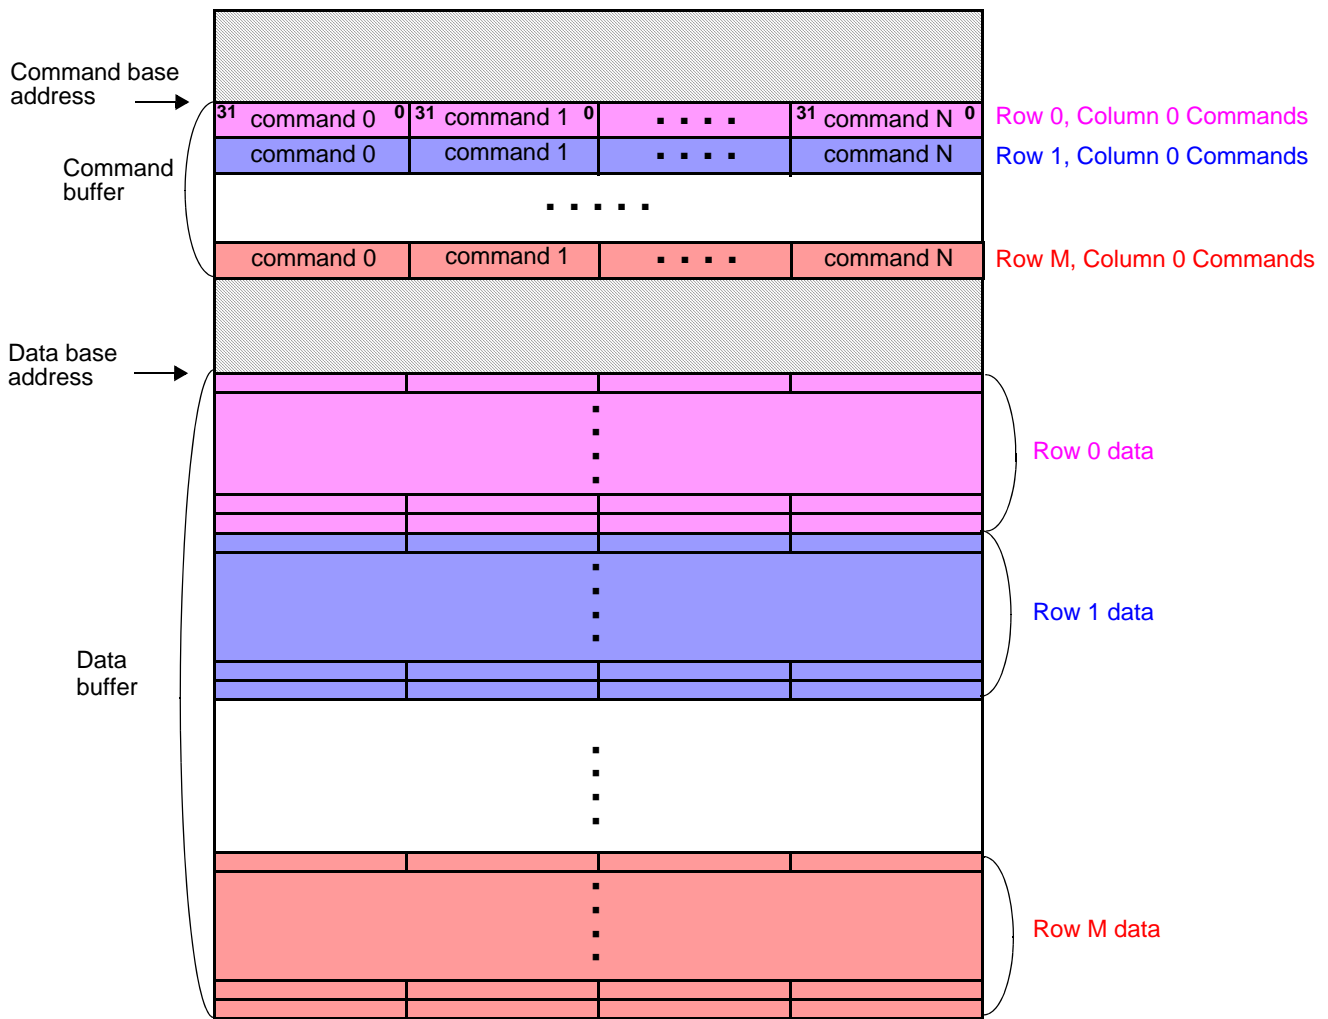 Command base
address
31 command 0 0 31 command 1 0 . . . . 31 command N 0 Row 0, Column 0 Commands
command 0 command 1 . . . . command N Row 1, Column 0 Commands
Command
buffer
. . . . .
command 0 command 1 . . . . command N Row M, Column 0 Commands
Data base
address
Row 0 data
Row 1 data
Data
buffer
Row M data